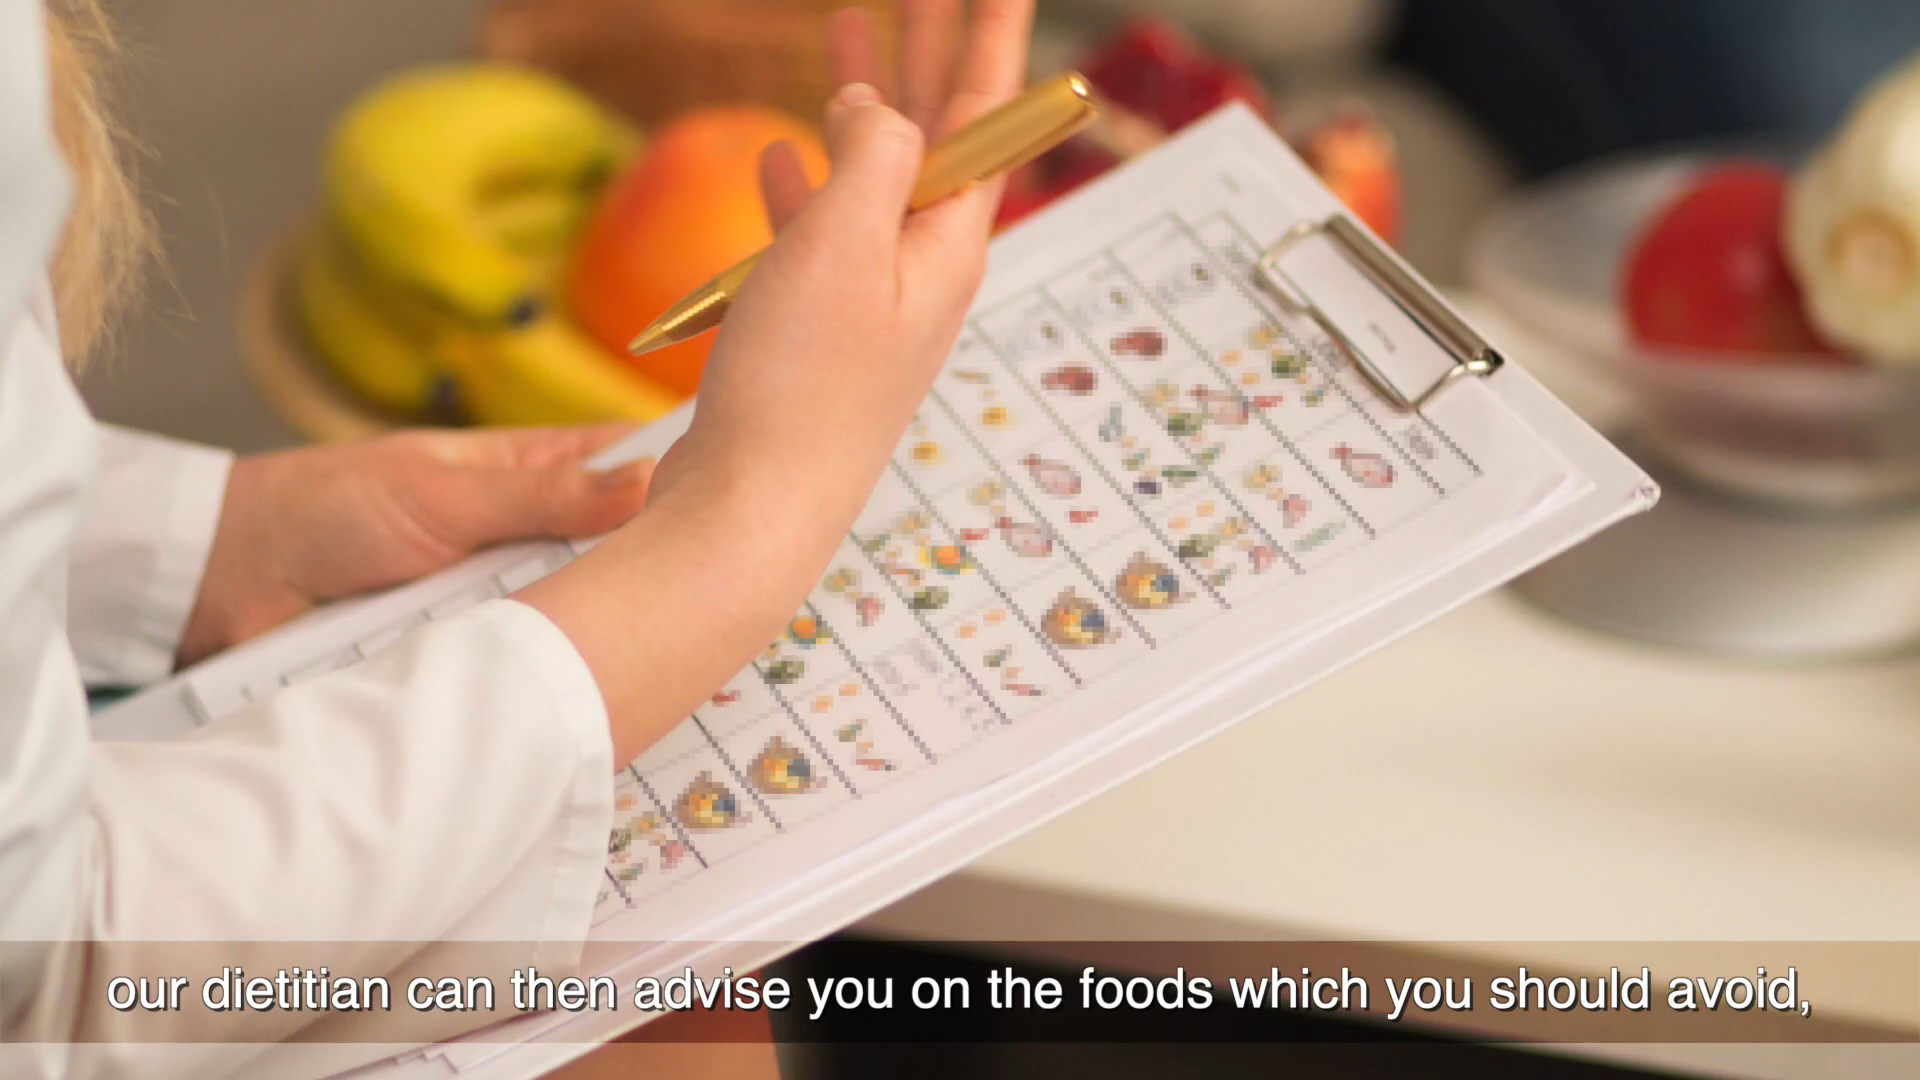 our dietitian can then advise you on the foods which you should avoid,